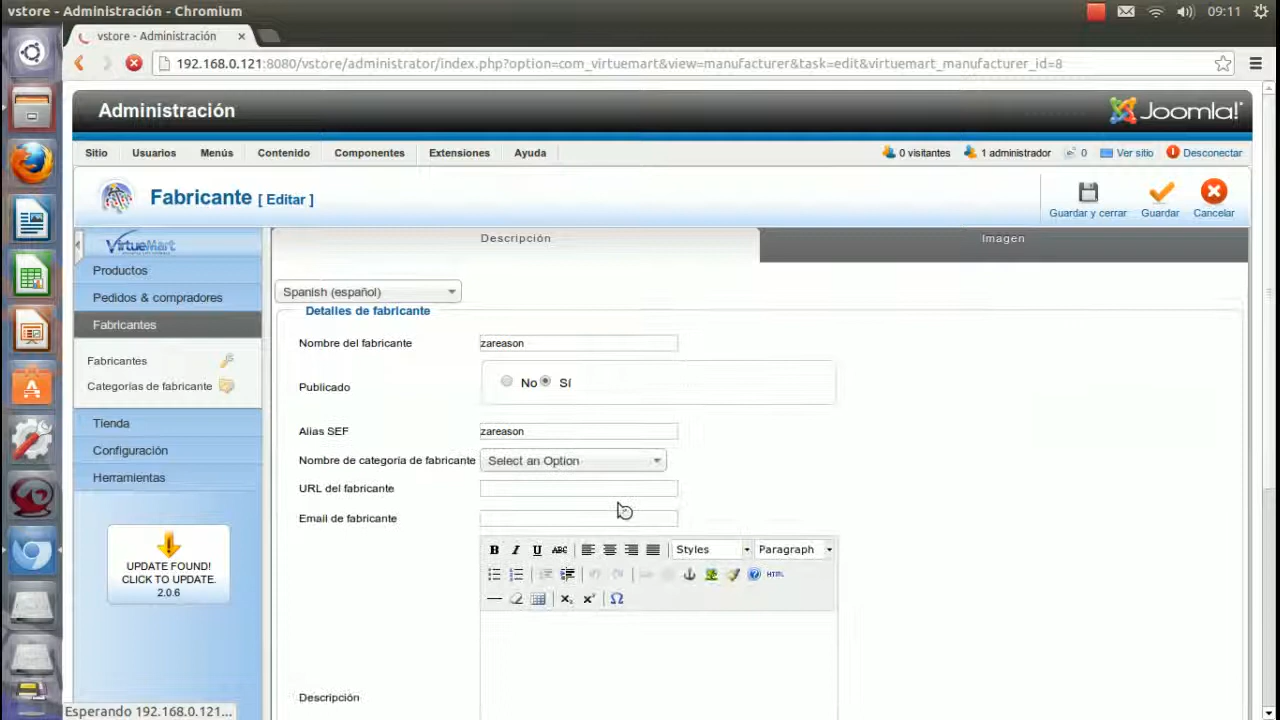 vstore - Administración - Chromium
09:11
vstore - Administración
192.168.0.121:8080/vstore/administrator/index.php?option=com_virtuemart&view=manufacturer&task=edit&virtuemart_manufacturer_id=8
Administración
Joomla!
Sitio Usuarios Menús Contenido Componentes Extensiones Ayuda
0 visitantes 1 administrador 0 Ver sitio Desconectar
Fabricante [ Editar ]
Guardar y cerrar Guardar Cancelar
VirtueMart
Productos
Pedidos & compradores
Fabricantes
Fabricantes
Categorías de fabricante
Tienda
Configuración
Herramientas
UPDATE FOUND!
CLICK TO UPDATE.
2.0.6
Descripción Imagen
Spanish (español)
Detalles de fabricante
Nombre del fabricante zareason
Publicado No Sí
Alias SEF zareason
Nombre de categoría de fabricante Select an Option
URL del fabricante
Email de fabricante
B I U ABC Styles Paragraph
HTML
Descripción
Esperando 192.168.0.121...